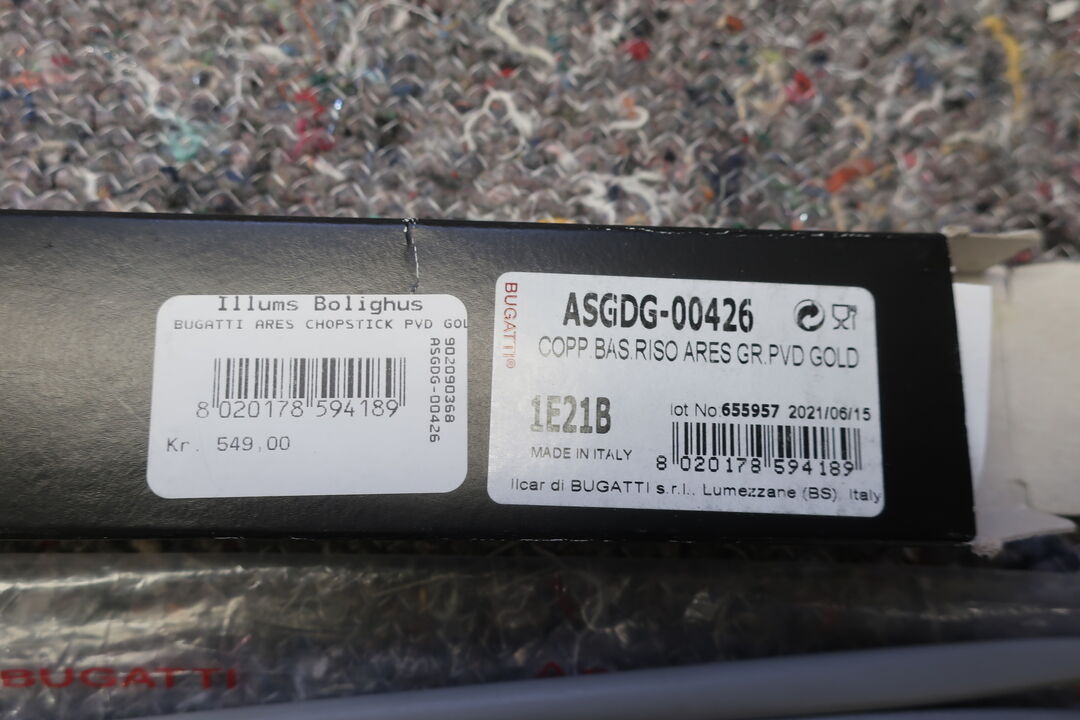 Illums Bolighus
BUGATTI ARES CHOPSTICK PVD GOL
902090368
ASGDG-00426
8 020178 594189
Kr. 549,00
BUGATTI®
ASGDG-00426
COPP.BAS.RISO ARES GR.PVD GOLD
1E21B
lot No 655957 2021/06/15
MADE IN ITALY
8 020178 594189
Ilcar di BUGATTI s.r.l., Lumezzane (BS) Italy
BUGATTI